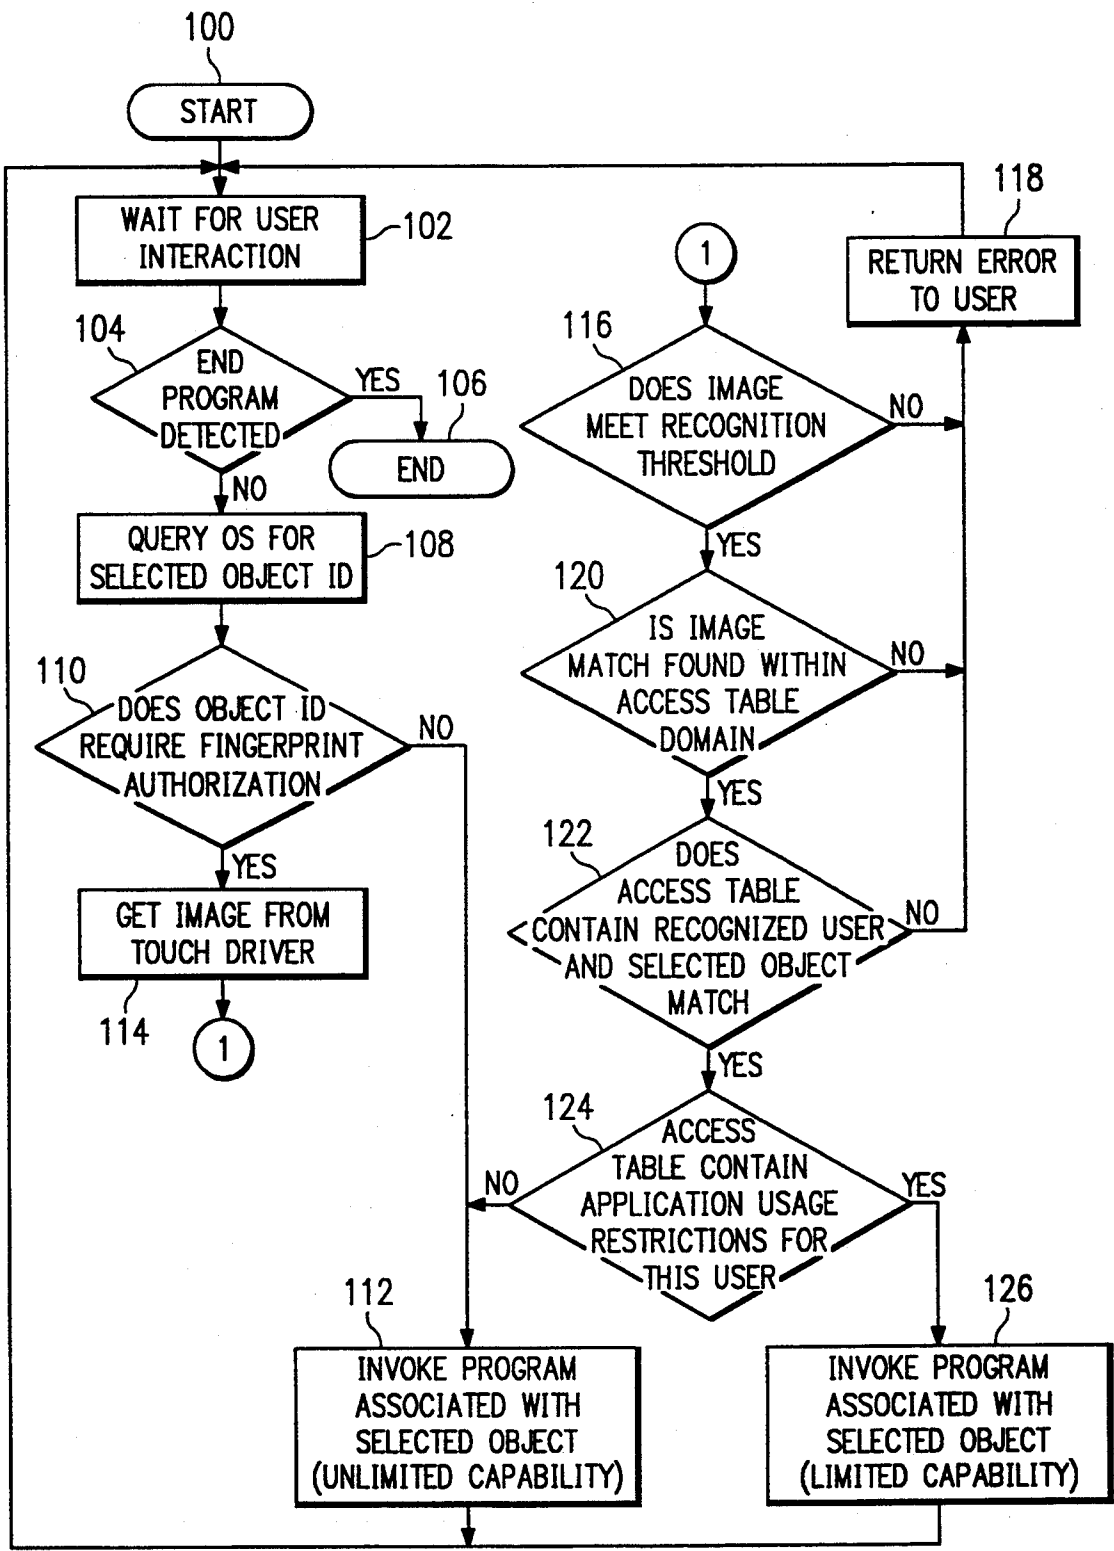 100
START
WAIT FOR USER
INTERACTION
102
104
END
PROGRAM
DETECTED
YES
106
END
NO
QUERY OS FOR
SELECTED OBJECT ID
108
110
DOES OBJECT ID
REQUIRE FINGERPRINT
AUTHORIZATION
NO
YES
GET IMAGE FROM
TOUCH DRIVER
114
1
1
116
DOES IMAGE
MEET RECOGNITION
THRESHOLD
NO
118
RETURN ERROR
TO USER
YES
120
IS IMAGE
MATCH FOUND WITHIN
ACCESS TABLE
DOMAIN
NO
YES
122
DOES
ACCESS TABLE
CONTAIN RECOGNIZED USER
AND SELECTED OBJECT
MATCH
NO
YES
124
ACCESS
TABLE CONTAIN
APPLICATION USAGE
RESTRICTIONS FOR
THIS USER
NO
YES
112
INVOKE PROGRAM
ASSOCIATED WITH
SELECTED OBJECT
(UNLIMITED CAPABILITY)
126
INVOKE PROGRAM
ASSOCIATED WITH
SELECTED OBJECT
(LIMITED CAPABILITY)